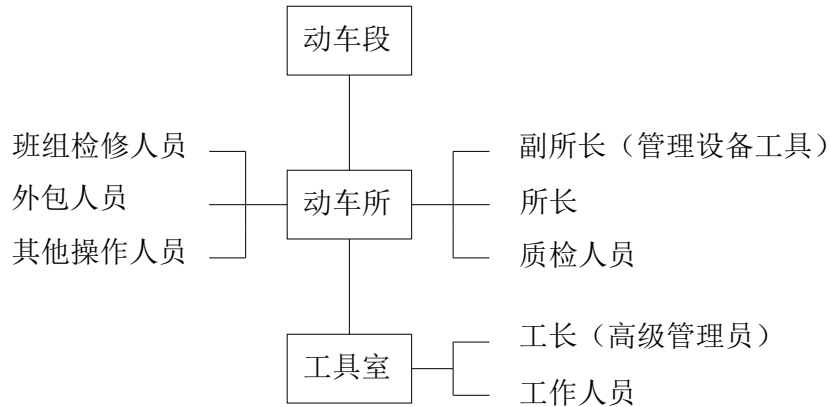 动车段
班组检修人员
外包人员
其他操作人员
动车所
副所长（管理设备工具）
所长
质检人员
工具室
工长（高级管理员）
工作人员